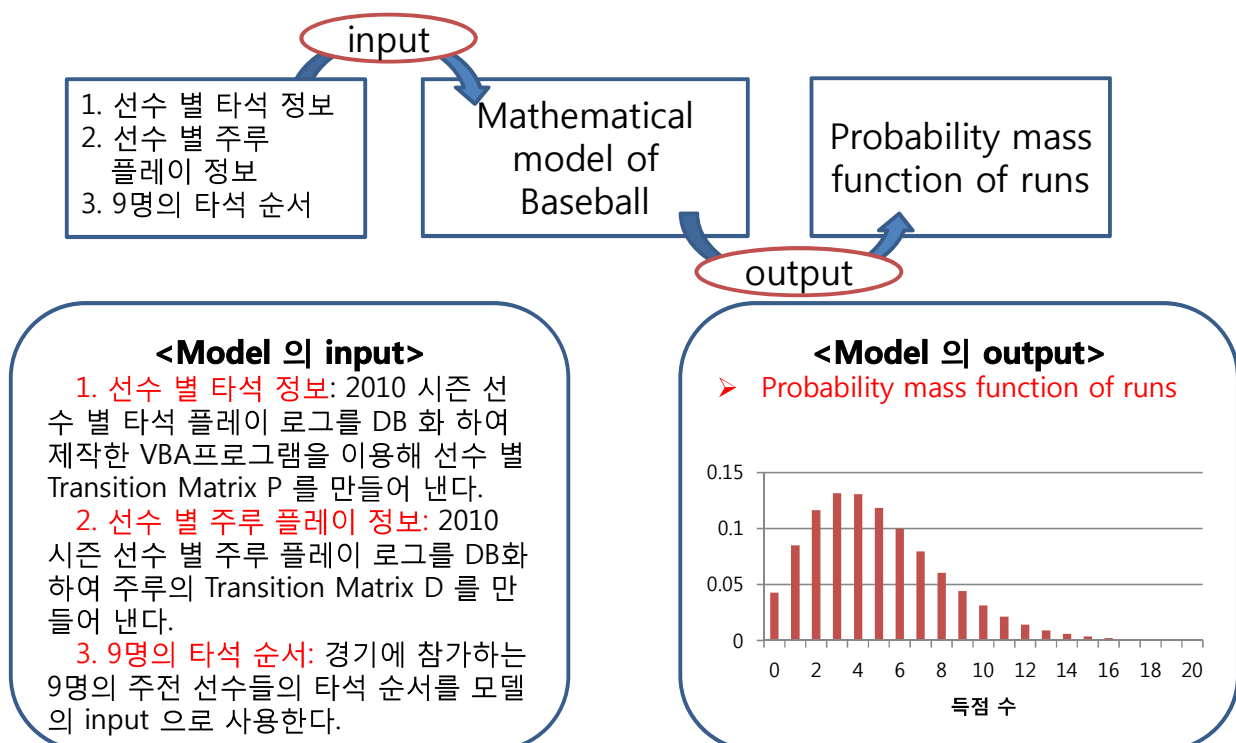 input
1. 선수 별 타석 정보
2. 선수 별 주루
플레이 정보
3. 9명의 타석 순서
Mathematical
model of
Baseball
Probability mass
function of runs
output
<Model 의 input>
1. 선수 별 타석 정보: 2010 시즌 선
수 별 타석 플레이 로그를 DB 화 하여
제작한 VBA프로그램을 이용해 선수 별
Transition Matrix P 를 만들어 낸다.
2. 선수 별 주루 플레이 정보: 2010
시즌 선수 별 주루 플레이 로그를 DB화
하여 주루의 Transition Matrix D 를 만
들어 낸다.
3. 9명의 타석 순서: 경기에 참가하는
9명의 주전 선수들의 타석 순서를 모델
의 input 으로 사용한다.
<Model 의 output>
➢ Probability mass function of runs
0.15
0.1
0.05
0
0 2 4 6 8 10 12 14 16 18 20
득점 수